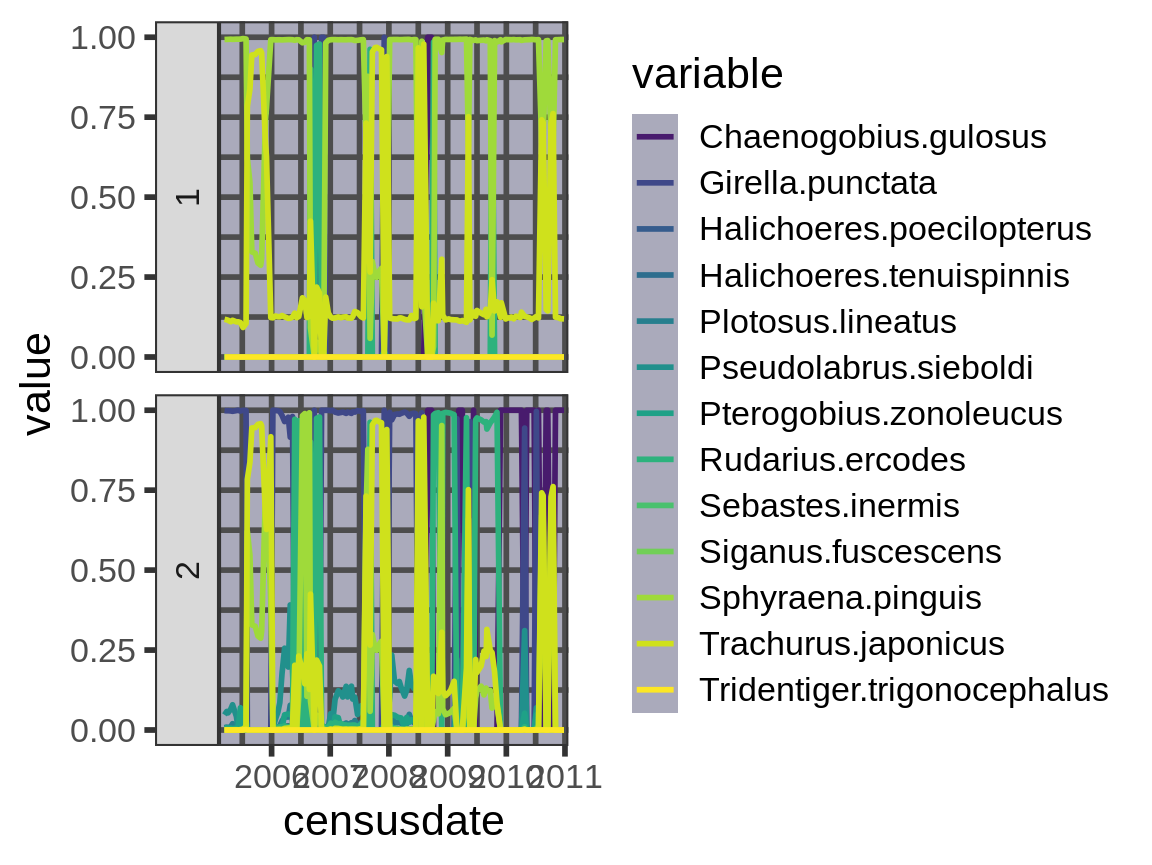 1.00
0.75
0.50
0.25
0.00
1
1.00
0.75
0.50
0.25
0.00
2
value
2006 2007 2008 2009 2010 2011
censusdate
variable
Chaenogobius.gulosus
Girella.punctata
Halichoeres.poecilopterus
Halichoeres.tenuispinnis
Plotosus.lineatus
Pseudolabrus.sieboldi
Pterogobius.zonoleucus
Rudarius.ercodes
Sebastes.inermis
Siganus.fuscescens
Sphyraena.pinguis
Trachurus.japonicus
Tridentiger.trigonocephalus